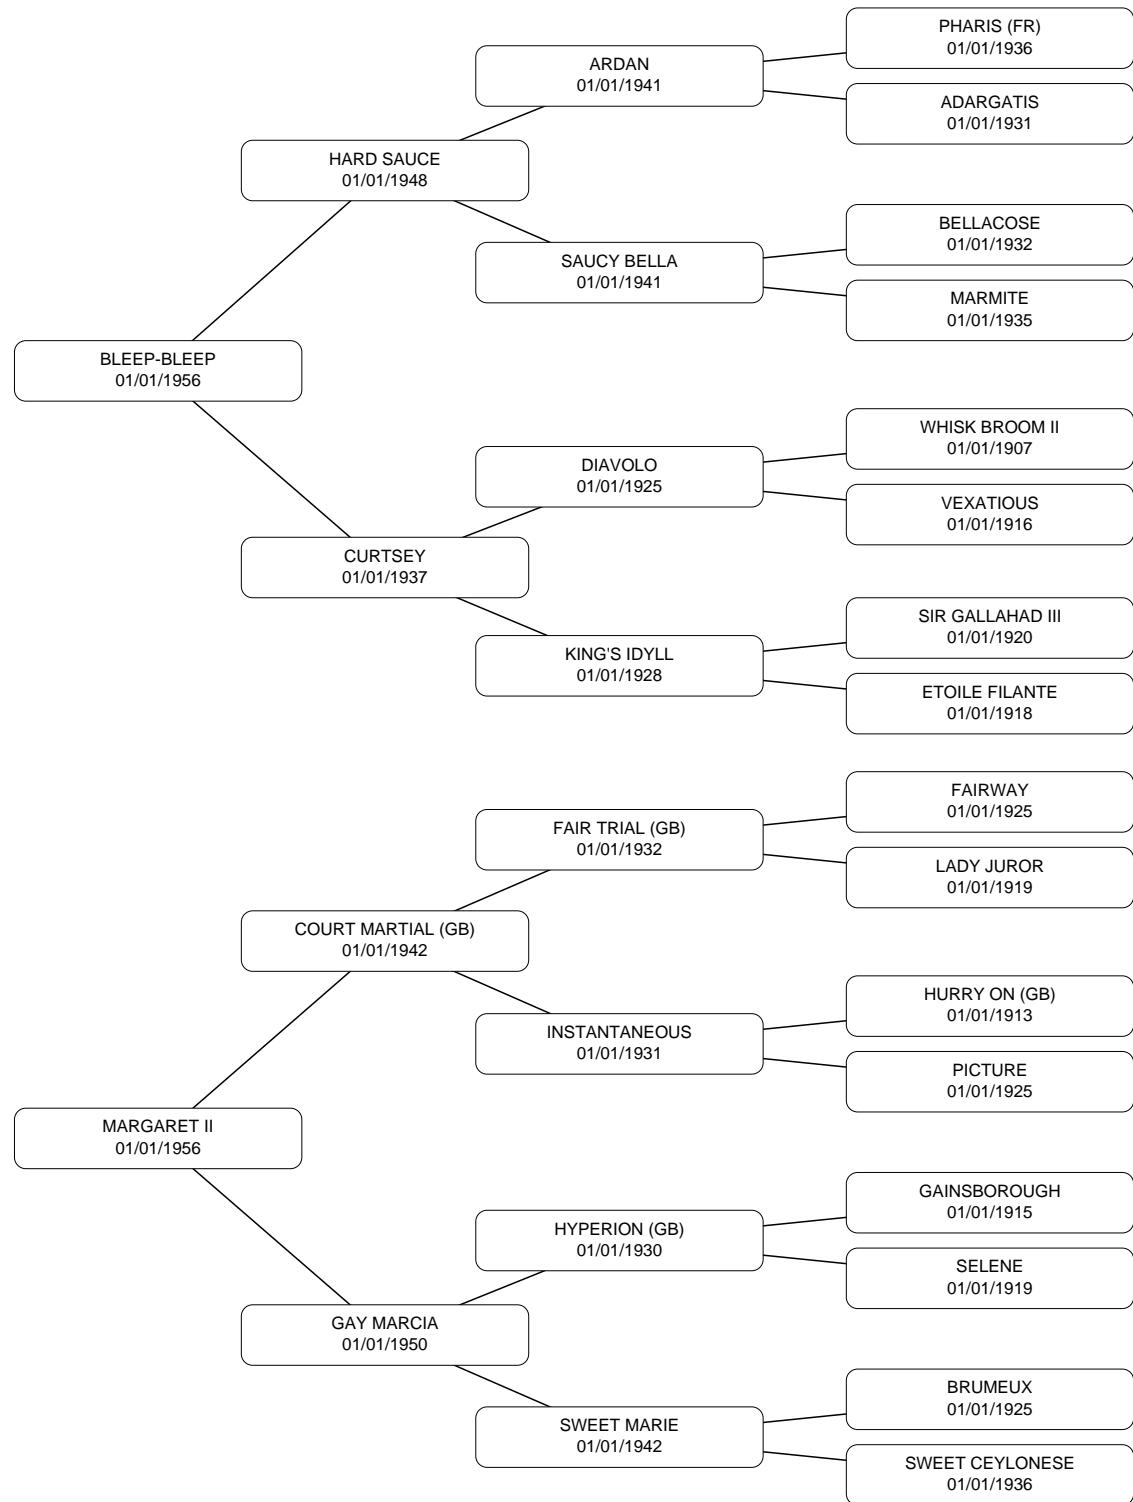 PHARIS (FR)
01/01/1936
ARDAN
01/01/1941
ADARGATIS
01/01/1931
HARD SAUCE
01/01/1948
BELLACOSE
01/01/1932
SAUCY BELLA
01/01/1941
MARMITE
01/01/1935
BLEEP-BLEEP
01/01/1956
WHISK BROOM II
01/01/1907
DIAVOLO
01/01/1925
VEXATIOUS
01/01/1916
CURTSEY
01/01/1937
SIR GALLAHAD III
01/01/1920
KING'S IDYLL
01/01/1928
ETOILE FILANTE
01/01/1918
FAIRWAY
01/01/1925
FAIR TRIAL (GB)
01/01/1932
LADY JUROR
01/01/1919
COURT MARTIAL (GB)
01/01/1942
HURRY ON (GB)
01/01/1913
INSTANTANEOUS
01/01/1931
PICTURE
01/01/1925
MARGARET II
01/01/1956
GAINSBOROUGH
01/01/1915
HYPERION (GB)
01/01/1930
SELENE
01/01/1919
GAY MARCIA
01/01/1950
BRUMEUX
01/01/1925
SWEET MARIE
01/01/1942
SWEET CEYLONESE
01/01/1936